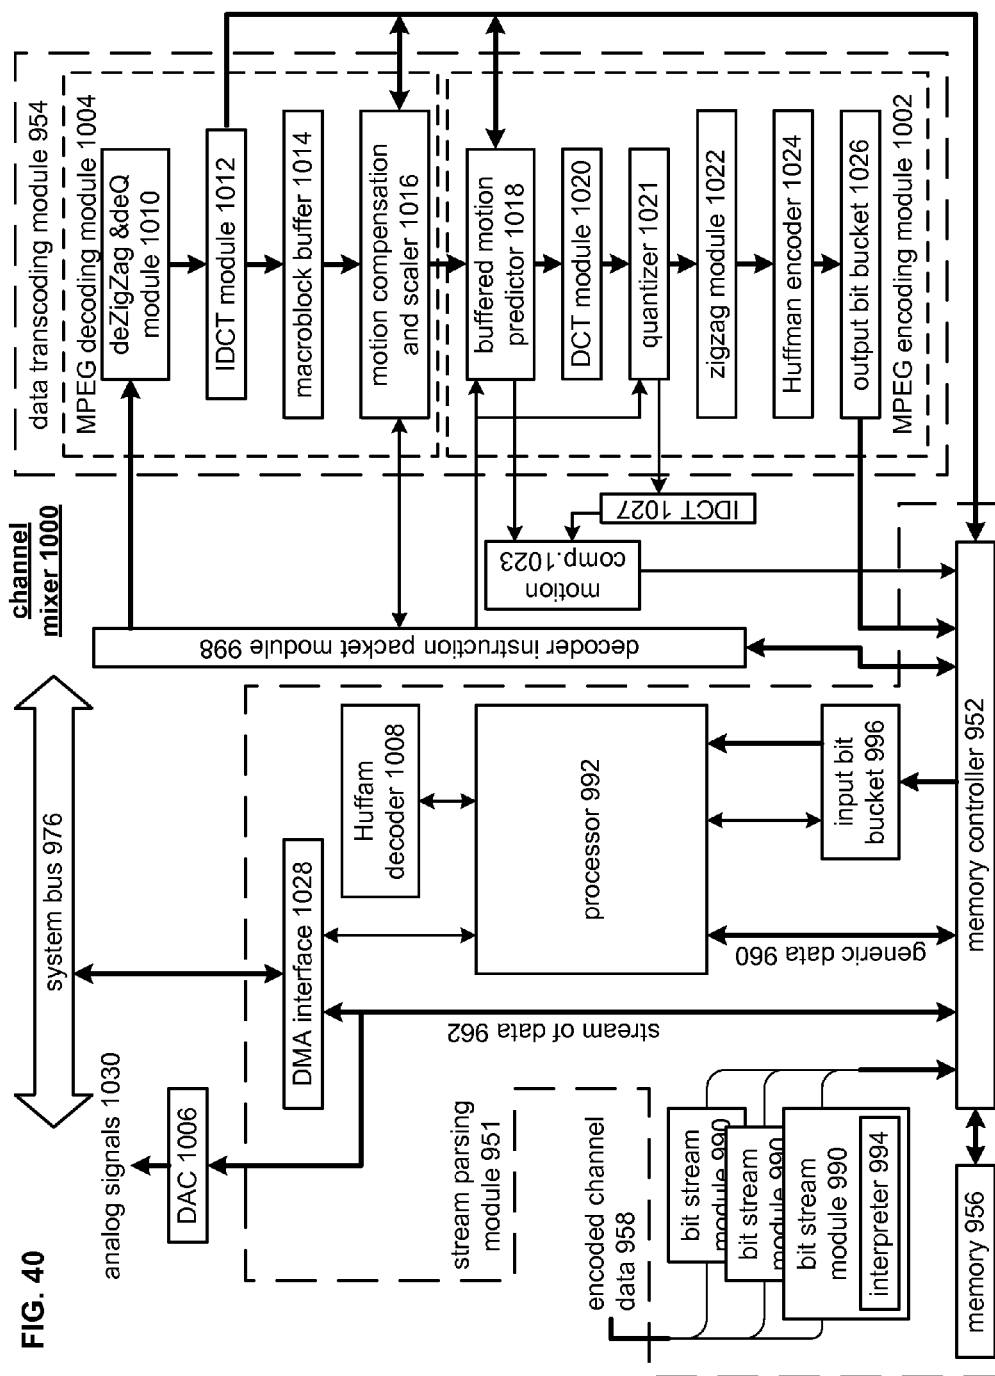 FIG. 40
channel
mixer 1000
system bus 976
analog signals 1030
DAC 1006
DMA interface 1028
stream parsing
module 951
Huffam
decoder 1008
processor 992
input bit
bucket 996
generic data 960
stream of data 962
encoded channel
data 958
bit stream
module 990
bit stream
module 990
bit stream
module 990
interpreter 994
memory 956
memory controller 952
decoder instruction packet module 998
motion
comp.1023
IDCT 1027
data transcoding module 954
MPEG decoding module 1004
deZigZag &deQ
module 1010
IDCT module 1012
macroblock buffer 1014
motion compensation
and scaler 1016
buffered motion
predictor 1018
DCT module 1020
quantizer 1021
zigzag module 1022
Huffman encoder 1024
output bit bucket 1026
MPEG encoding module 1002